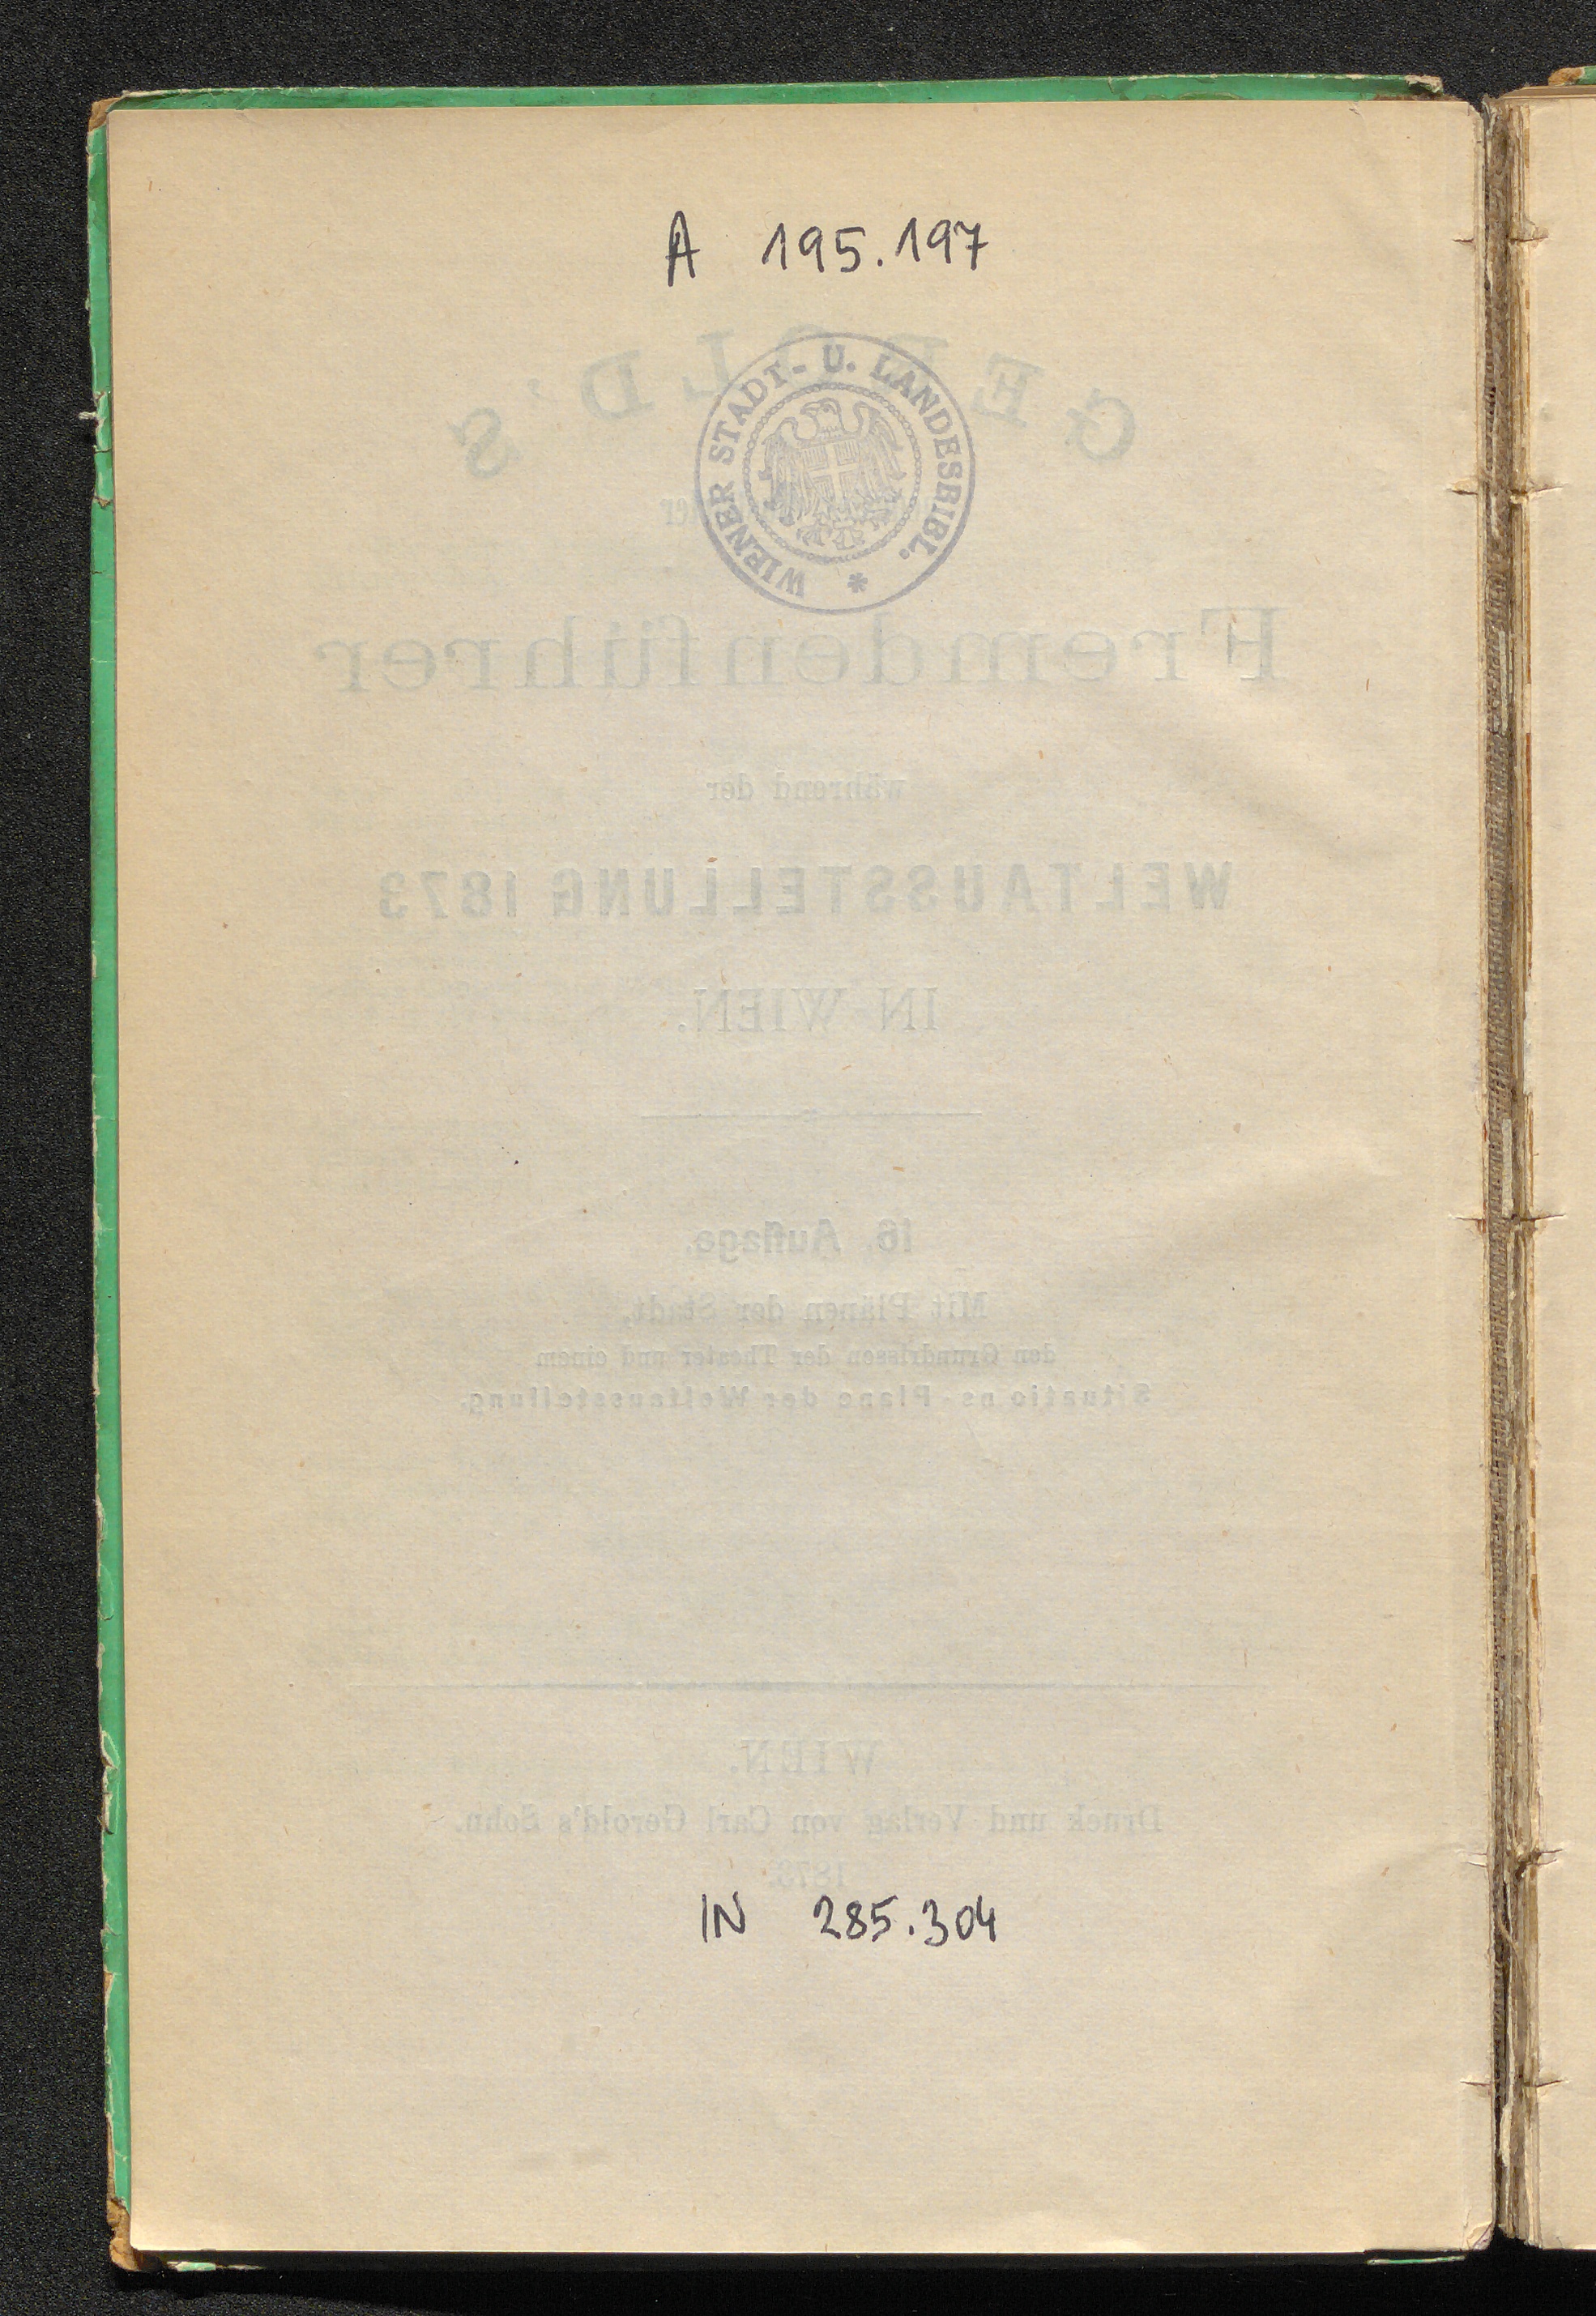 A 195.197
WIENER STADT- U. LANDESBIBL. *
GEROLD'S
Fremdenführer
während der
WELTAUSSTELLUNG 1873
IN WIEN.
16. Auflage.
Mit Plänen der Stadt,
den Grundrissen der Theater und einem
Situations-Plane der Weltausstellung.
WIEN.
Druck und Verlag von Carl Gerold's Sohn.
1873.
IN 285.304